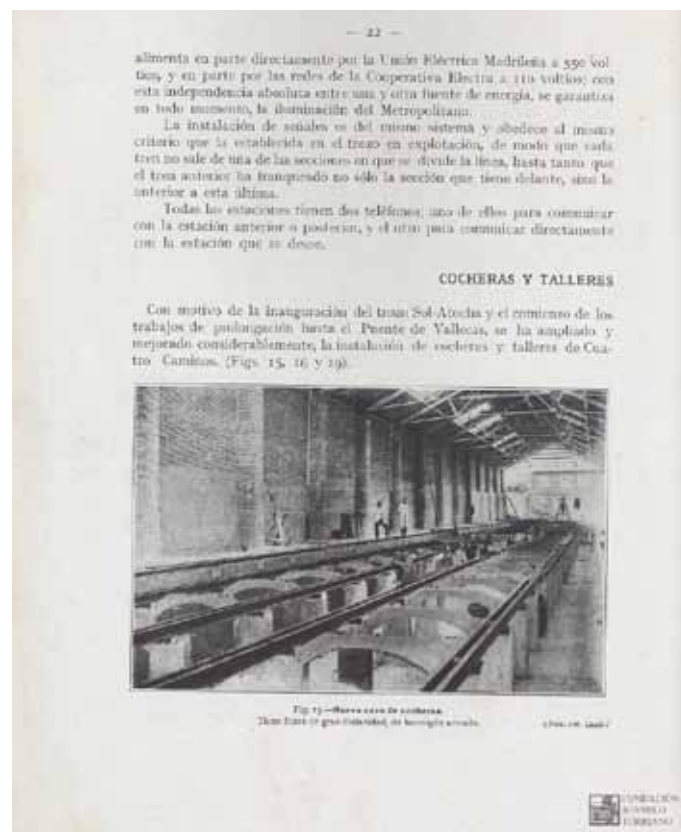 — 22 —
alimenta en parte directamente por la Unión Eléctrica Madrileña a 550 vol-
tios, y en parte por las redes de la Cooperativa Electra a 110 voltios; con
esta independencia absoluta entre una y otra fuente de energía, se garantiza
en todo momento, la iluminación del Metropolitano.
La instalación de señales es del mismo sistema y obedece al mismo
criterio que la establecida en el trozo en explotación, de modo que cada
tren no sale de una de las secciones en que se divide la línea, hasta tanto que
el tren anterior ha franqueado no sólo la sección que tiene delante, sino la
anterior a esta última.
Todas las estaciones tienen dos teléfonos; uno de ellos para comunicar
con la estación anterior o posterior, y el otro para comunicar directamente
con la estación que se desee.
COCHERAS Y TALLERES
Con motivo de la inauguración del trozo Sol-Atocha y el comienzo de los
trabajos de prolongación hasta el Puente de Vallecas, se ha ampliado y
mejorado considerablemente, la instalación de cocheras y talleres de Cua-
tro Caminos. (Figs. 15, 16 y 19).
Fig. 15.—Nueva nave de cocheras
de gran de hormigón armado.
FUNDACIÓN
JUANELO
TURRIANO